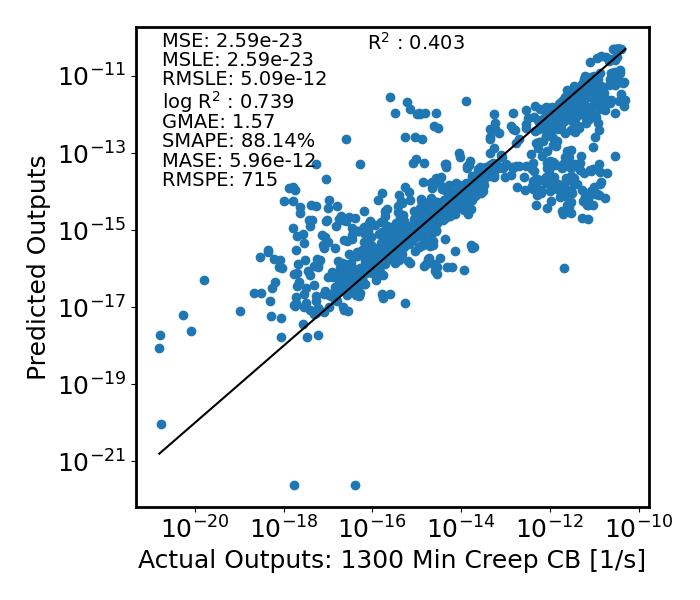 MSE: 2.59e-23
R² : 0.403
MSLE: 2.59e-23
RMSLE: 5.09e-12
log R² : 0.739
GMAE: 1.57
SMAPE: 88.14%
MASE: 5.96e-12
RMSPE: 715
Predicted Outputs
10⁻¹¹
10⁻¹³
10⁻¹⁵
10⁻¹⁷
10⁻¹⁹
10⁻²¹
10⁻²⁰ 10⁻¹⁸ 10⁻¹⁶ 10⁻¹⁴ 10⁻¹² 10⁻¹⁰
Actual Outputs: 1300 Min Creep CB [1/s]